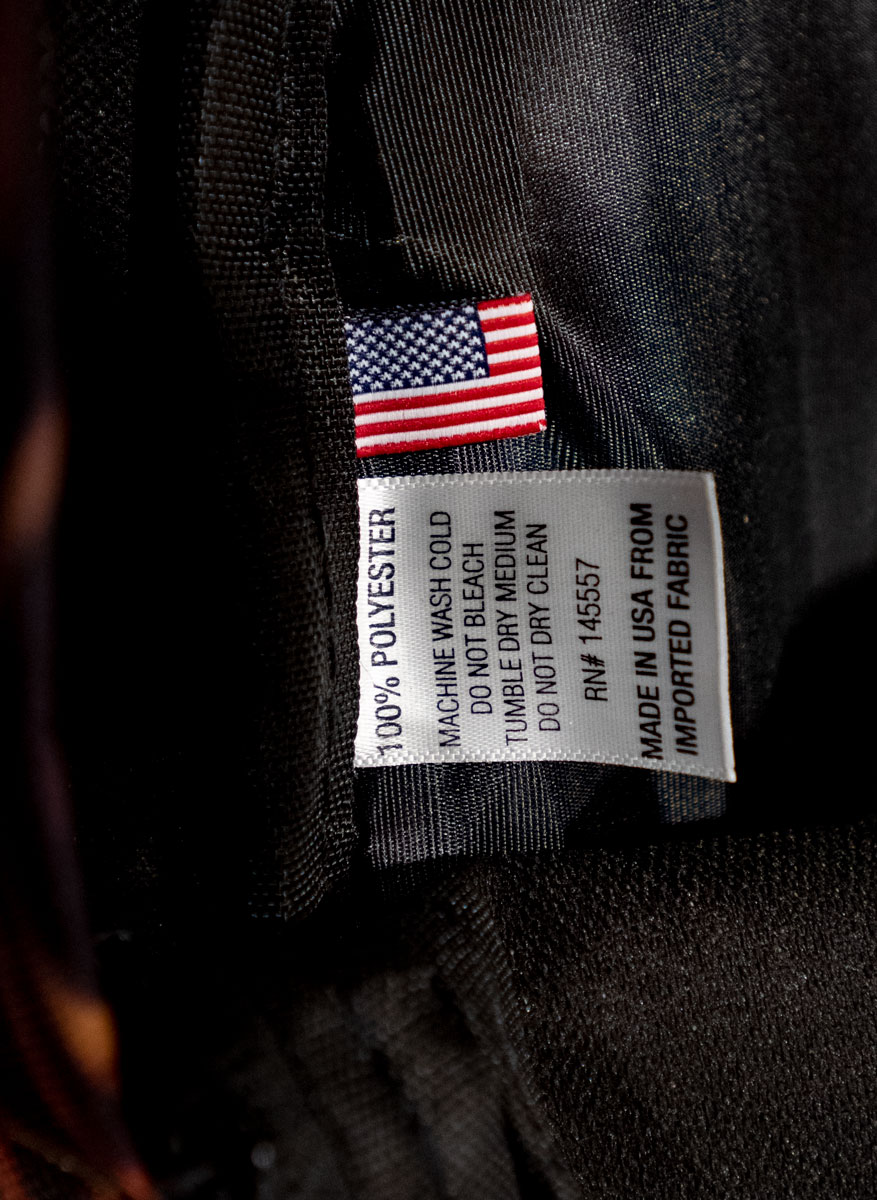 100% POLYESTER
MACHINE WASH COLD
DO NOT BLEACH
TUMBLE DRY MEDIUM
DO NOT DRY CLEAN
RN# 145557
MADE IN USA FROM
IMPORTED FABRIC